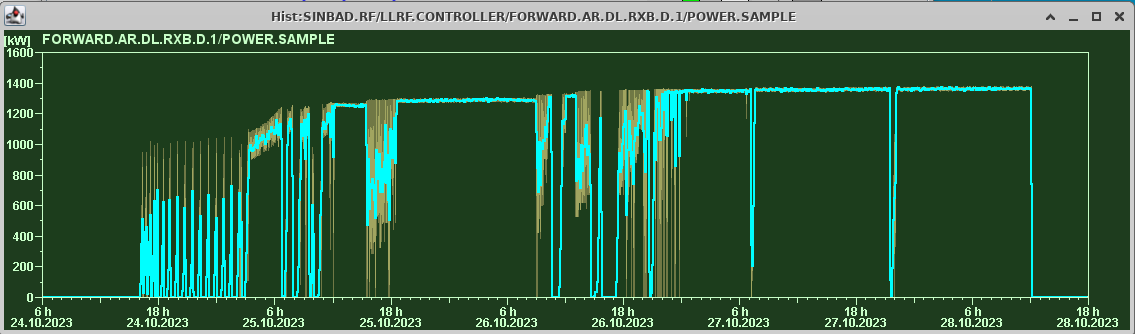 Hist:SINBAD.RF/LLRF.CONTROLLER/FORWARD.AR.DL.RXB.D.1/POWER.SAMPLE
[kW] FORWARD.AR.DL.RXB.D.1/POWER.SAMPLE
1600
1400
1200
1000
800
600
400
200
0
6 h 18 h 6 h 18 h 6 h 18 h 6 h 18 h 6 h 18 h
24.10.2023 24.10.2023 25.10.2023 25.10.2023 26.10.2023 26.10.2023 27.10.2023 27.10.2023 28.10.2023 28.10.2023